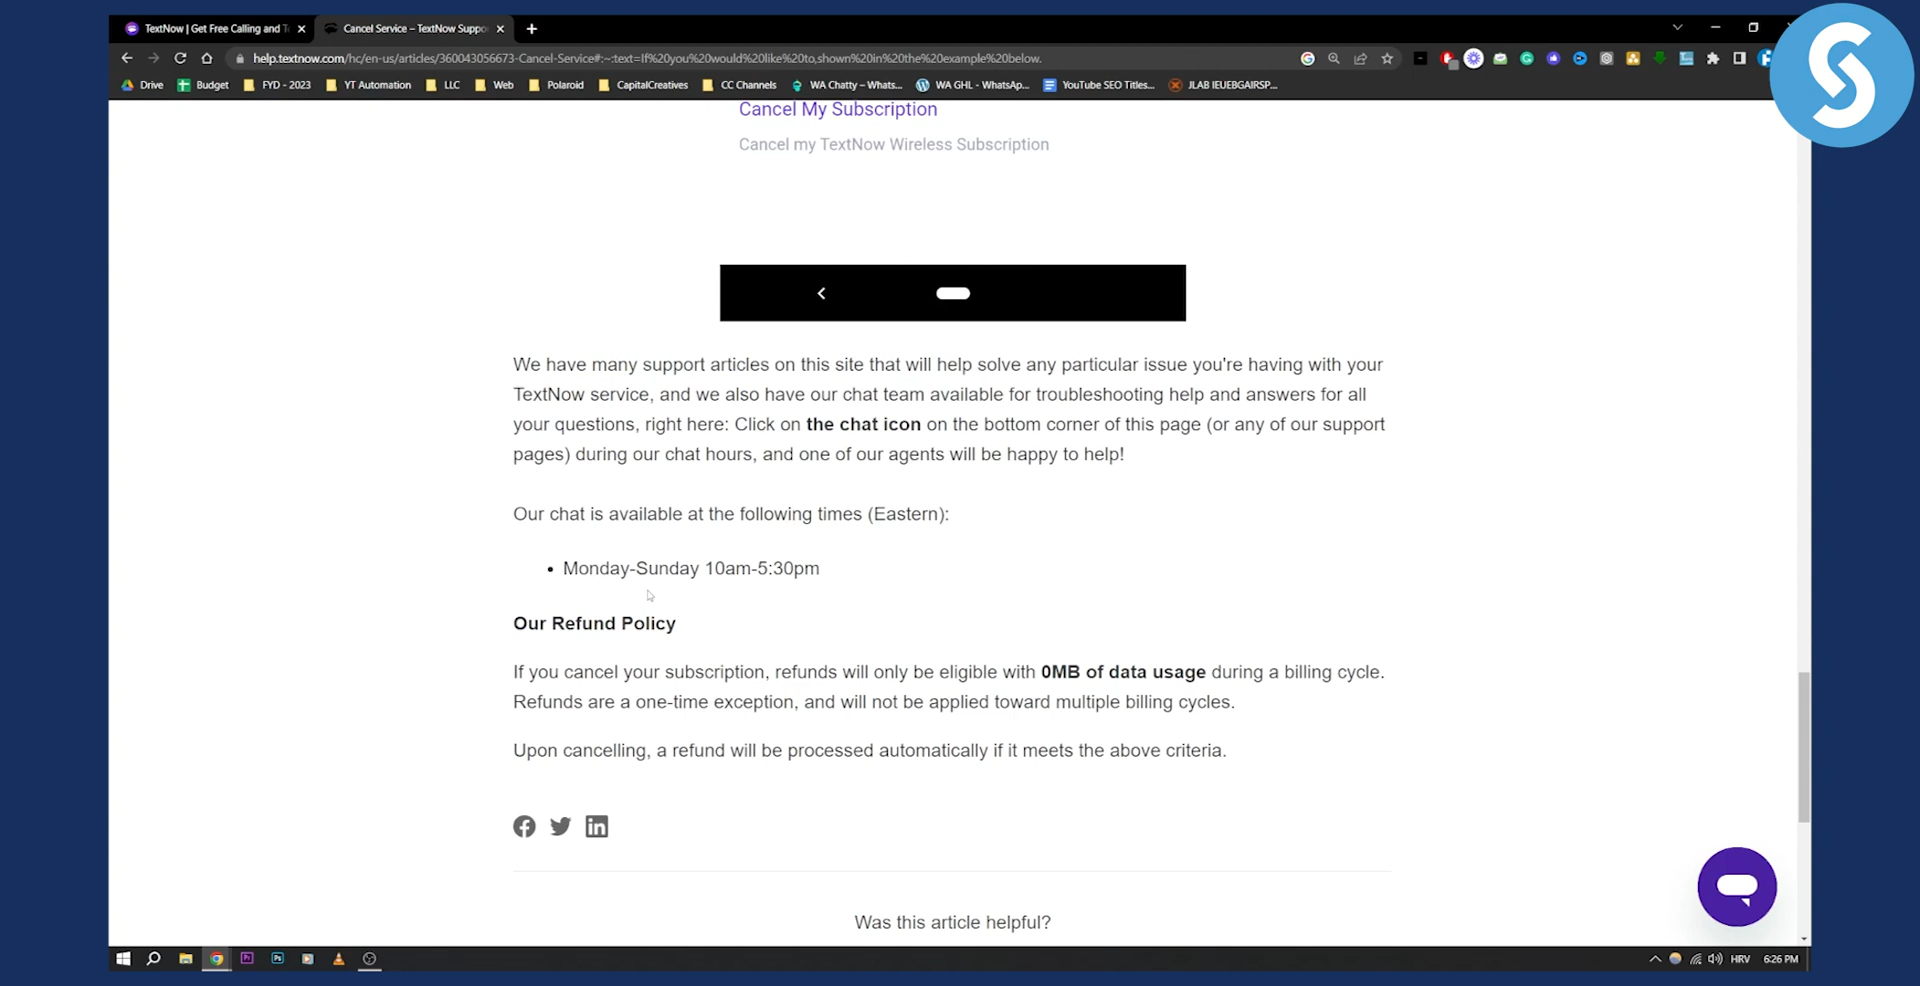 TextNow | Get Free Calling and T
Cancel Service – TextNow Suppo
help.textnow.com/hc/en-us/articles/360043056673-Cancel-Service#:~:text=If%20you%20would%20like%20to,shown%20in%20the%20example%20below.
Drive Budget FYD - 2023 YT Automation LLC Web Polaroid CapitalCreatives CC Channels WA Chatty – Whats... WA GHL - WhatsAp... YouTube SEO Titles... JLAB IEUEBGAIRSP...
Cancel My Subscription
Cancel my TextNow Wireless Subscription
We have many support articles on this site that will help solve any particular issue you're having with your
TextNow service, and we also have our chat team available for troubleshooting help and answers for all
your questions, right here: Click on the chat icon on the bottom corner of this page (or any of our support
pages) during our chat hours, and one of our agents will be happy to help!
Our chat is available at the following times (Eastern):
• Monday-Sunday 10am-5:30pm
Our Refund Policy
If you cancel your subscription, refunds will only be eligible with 0MB of data usage during a billing cycle.
Refunds are a one-time exception, and will not be applied toward multiple billing cycles.
Upon cancelling, a refund will be processed automatically if it meets the above criteria.
Was this article helpful?
HRV 6:26 PM